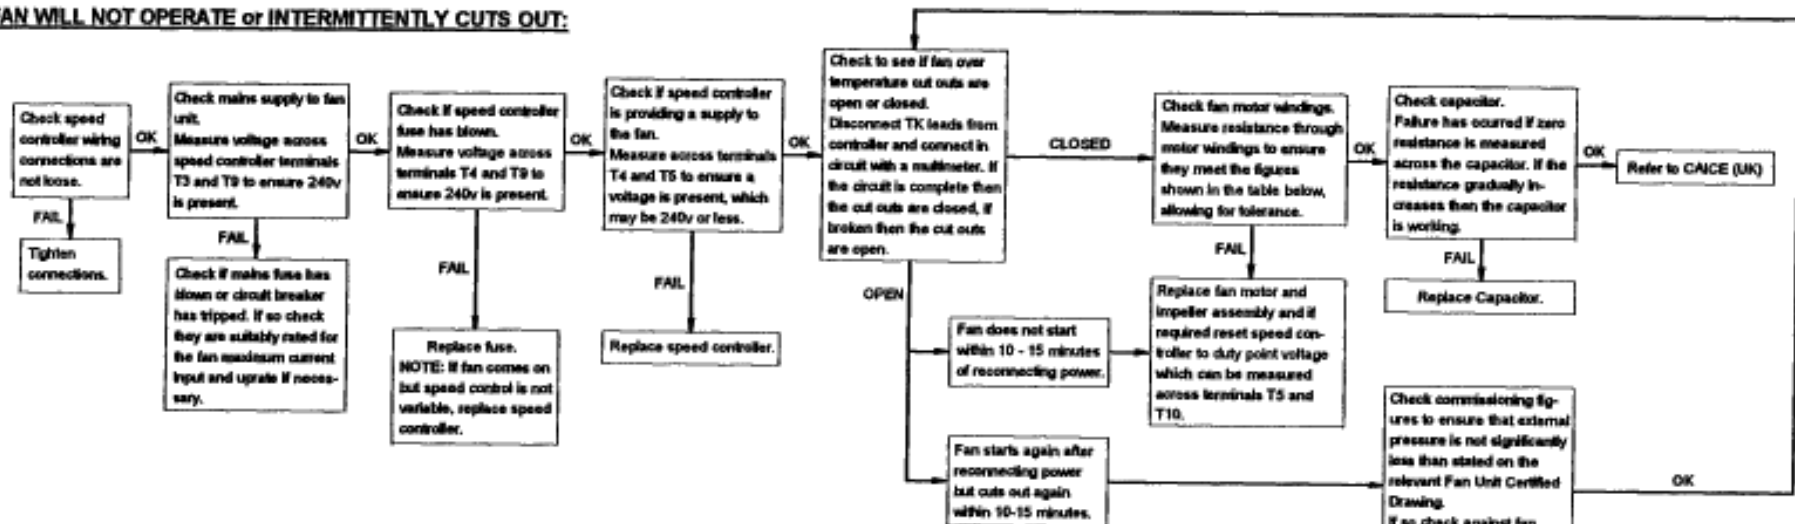 FAN WILL NOT OPERATE or INTERMITTENTLY CUTS OUT:
Check speed
controller wiring
connections are
not loose.
OK
FAIL
Tighten
connections.
Check mains supply to fan
unit.
Measure voltage across
speed controller terminals
T3 and T9 to ensure 240v
is present.
OK
FAIL
Check if mains fuse has
blown or circuit breaker
has tripped. If so check
they are suitably rated for
the fan maximum current
input and uprate if neces-
sary.
Check if speed controller
fuse has blown.
Measure voltage across
terminals T4 and T9 to
ensure 240v is present.
OK
FAIL
Replace fuse.
NOTE: If fan comes on
but speed control is not
variable, replace speed
controller.
Check if speed controller
is providing a supply to
the fan.
Measure across terminals
T4 and T5 to ensure a
voltage is present, which
may be 240v or less.
OK
FAIL
Replace speed controller.
Check to see if fan over
temperature cut outs are
open or closed.
Disconnect TK leads from
controller and connect in
circuit with a multimeter. If
the circuit is complete then
the cut outs are closed, if
broken then the cut outs
are open.
CLOSED
OPEN
Fan does not start
within 10 - 15 minutes
of reconnecting power.
Fan starts again after
reconnecting power
but cuts out again
within 10-15 minutes.
Check fan motor windings.
Measure resistance through
motor windings to ensure
they meet the figures
shown in the table below,
allowing for tolerance.
OK
FAIL
Replace fan motor and
impeller assembly and if
required reset speed con-
troller to duty point voltage
which can be measured
across terminals T5 and
T10.
Check capacitor.
Failure has ocurred if zero
resistance is measured
across the capacitor. If the
resistance gradually in-
creases then the capacitor
is working.
OK
FAIL
Replace Capacitor.
Refer to CAICE (UK)
Check commissioning fig-
ures to ensure that external
pressure is not significantly
less than stated on the
relevant Fan Unit Certified
Drawing.
If so check against fan
OK